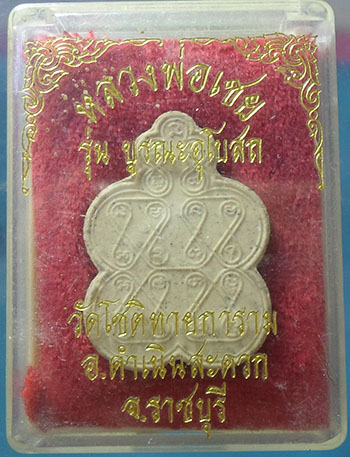 หลวงพ่อเชย
รุ่น บูรณะอุโบสถ
วัดโชติทายการาม
อ.ดำเนินสะดวก
จ.ราชบุรี